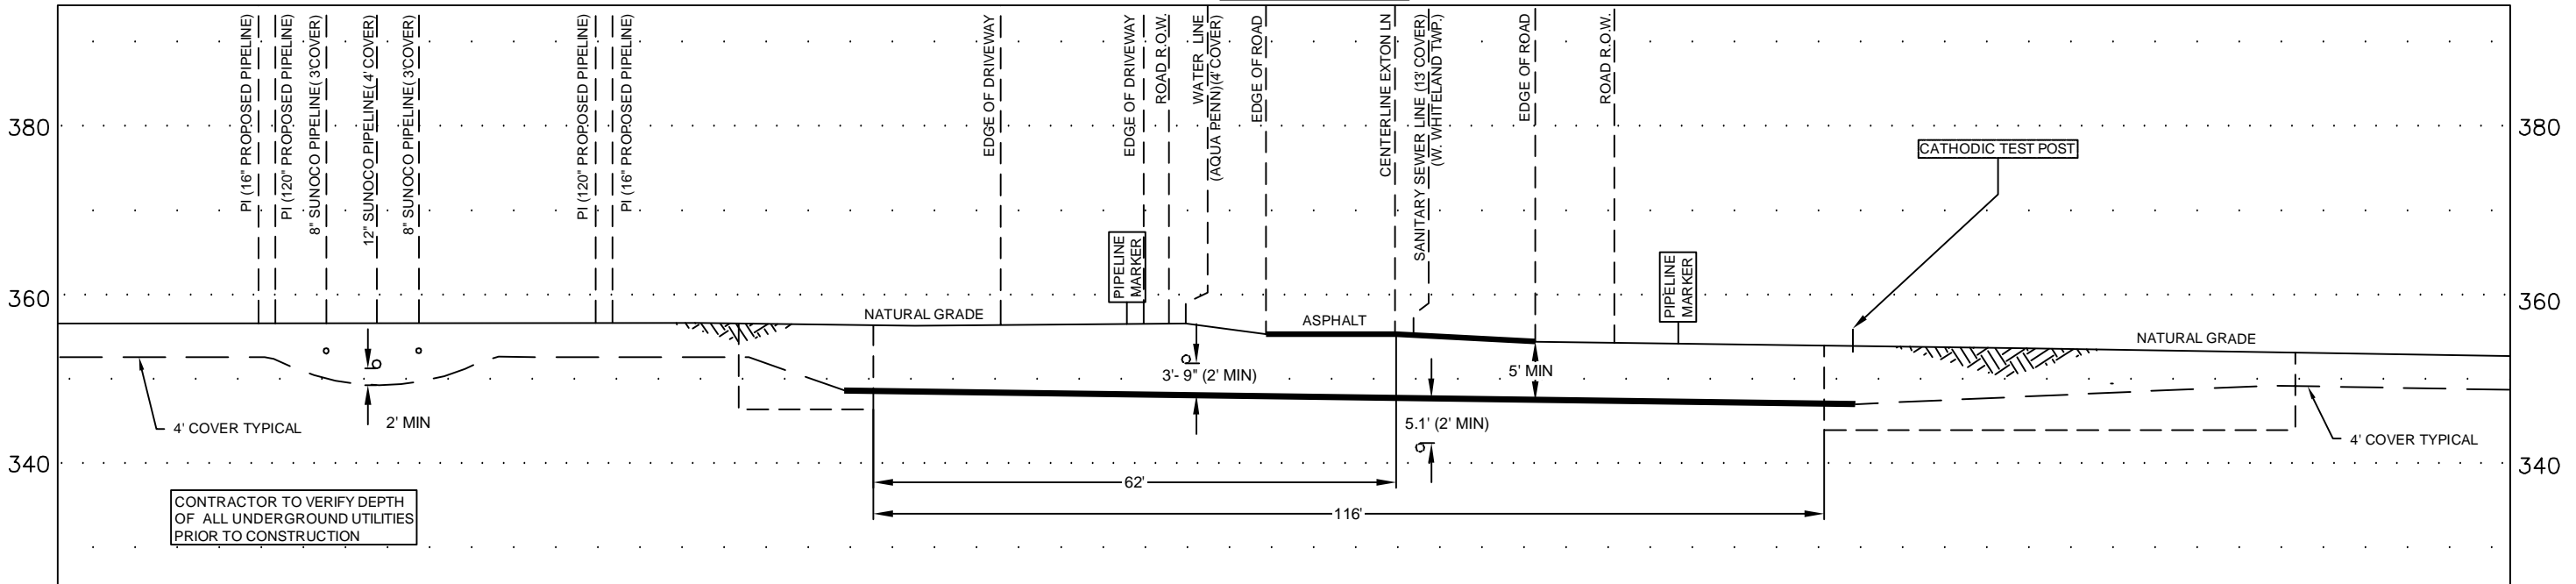 PI (16" PROPOSED PIPELINE)
PI (120" PROPOSED PIPELINE)
8" SUNOCO PIPELINE( 3'COVER)
12" SUNOCO PIPELINE( 4' COVER)
8" SUNOCO PIPELINE (3'COVER)
PI (120" PROPOSED PIPELINE)
PI (16" PROPOSED PIPELINE)
EDGE OF DRIVEWAY
EDGE OF DRIVEWAY
ROAD R.O.W.
WATER LINE
(AQUA PENN)(4' COVER)
EDGE OF ROAD
CENTERLINE EXTON LN
SANITARY SEWER LINE (13' COVER)
(W. WHITELAND TWP.)
EDGE OF ROAD
ROAD R.O.W.
380
380
CATHODIC TEST POST
PIPELINE
MARKER
PIPELINE
MARKER
360
360
NATURAL GRADE
ASPHALT
NATURAL GRADE
3'- 9" (2' MIN)
5' MIN
4' COVER TYPICAL
2' MIN
5.1' (2' MIN)
4' COVER TYPICAL
340
340
62'
116'
CONTRACTOR TO VERIFY DEPTH
OF ALL UNDERGROUND UTILITIES
PRIOR TO CONSTRUCTION